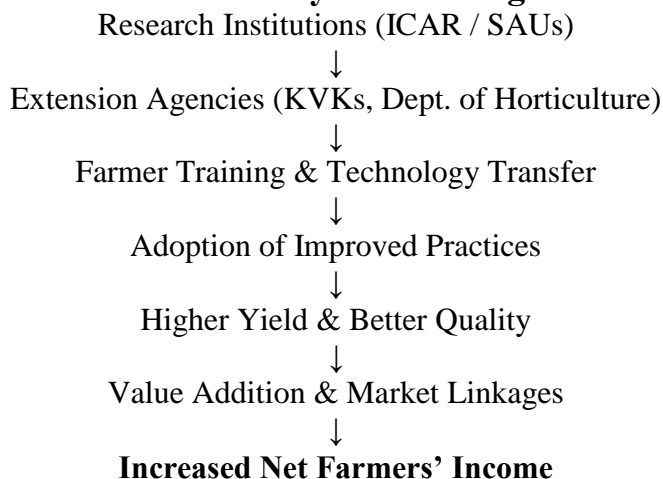 Research Institutions (ICAR / SAUs)
↓
Extension Agencies (KVKs, Dept. of Horticulture)
↓
Farmer Training & Technology Transfer
↓
Adoption of Improved Practices
↓
Higher Yield & Better Quality
↓
Value Addition & Market Linkages
↓
Increased Net Farmers’ Income